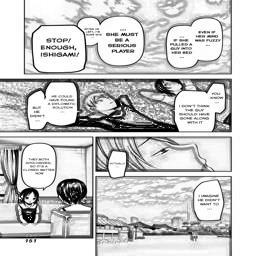 EVEN IF
HER MIND
WAS FUZZY
...
IF SHE
PULLED A
GUY INTO
HER BED
...
SHE
MUST BE
A
SERIOUS
PLAYER
STOP!
ENOUGH,
ISHIGAMI!
YOU
KNOW
...
I DON'T
THINK THE
GUY
SHOULD
HAVE GONE
ALONG
WITH IT
HE COULD
HAVE FOUND
A DIPLOMATIC
SOLUTION
...
BUT
HE
DIDN'T
...
I IMAGINE
HE DIDN'T
WANT TO
...
THEY BOTH
APOLOGIZED,
SO IT'S A
CLOSED
MATTER
NOW
...
151